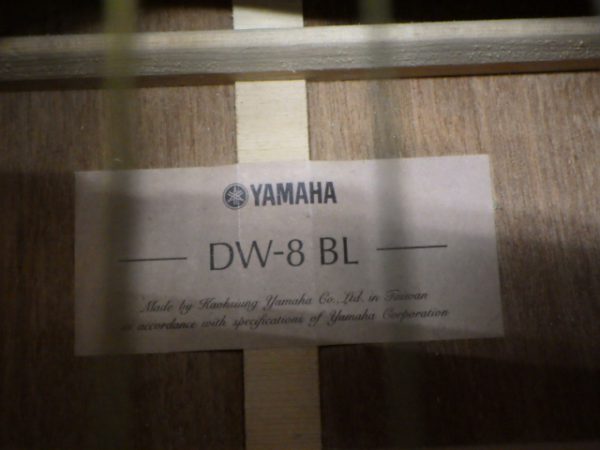 YAMAHA
DW-8 BL
Made by Kaohsiung Yamaha Co., Ltd. in Taiwan
in accordance with specifications of Yamaha Corporation